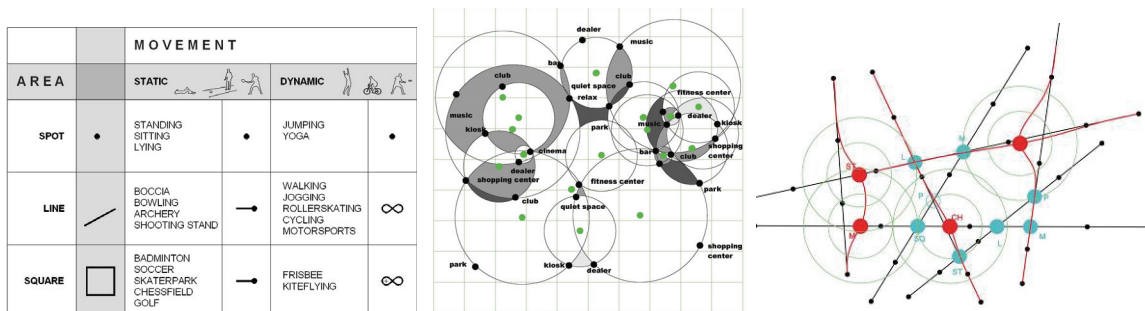 MOVEMENT
AREA
STATIC
DYNAMIC
SPOT
STANDING
SITTING
LYING
JUMPING
YOGA
LINE
BOCCIA
BOWLING
ARCHERY
SHOOTING STAND
WALKING
JOGGING
ROLLERSKATING
CYCLING
MOTORSPORTS
SQUARE
BADMINTON
SOCCER
SKATERPARK
CHESSFIELD
GOLF
FRISBEE
KITEFLYING
dealer
music
bar
club
club
quiet space
fitness center
relax
music
dealer
kiosk
park
music
kiosk
shopping
center
cinema
bar
club
dealer
shopping center
fitness center
park
club
quiet space
shopping
center
park
kiosk
dealer
M
ST
L
P
P
M
SQ
CH
L
M
ST